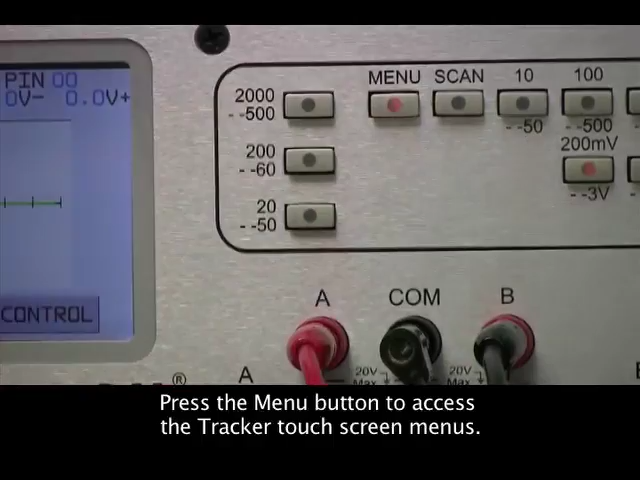 PIN 00
0V- 0.0V+
CONTROL
MENU SCAN 10 100
2000
--500
--50 --500
200
--60
200mV
--3V
20
--50
A COM B
® A 20V 20V
Max. Max.
Press the Menu button to access
the Tracker touch screen menus.